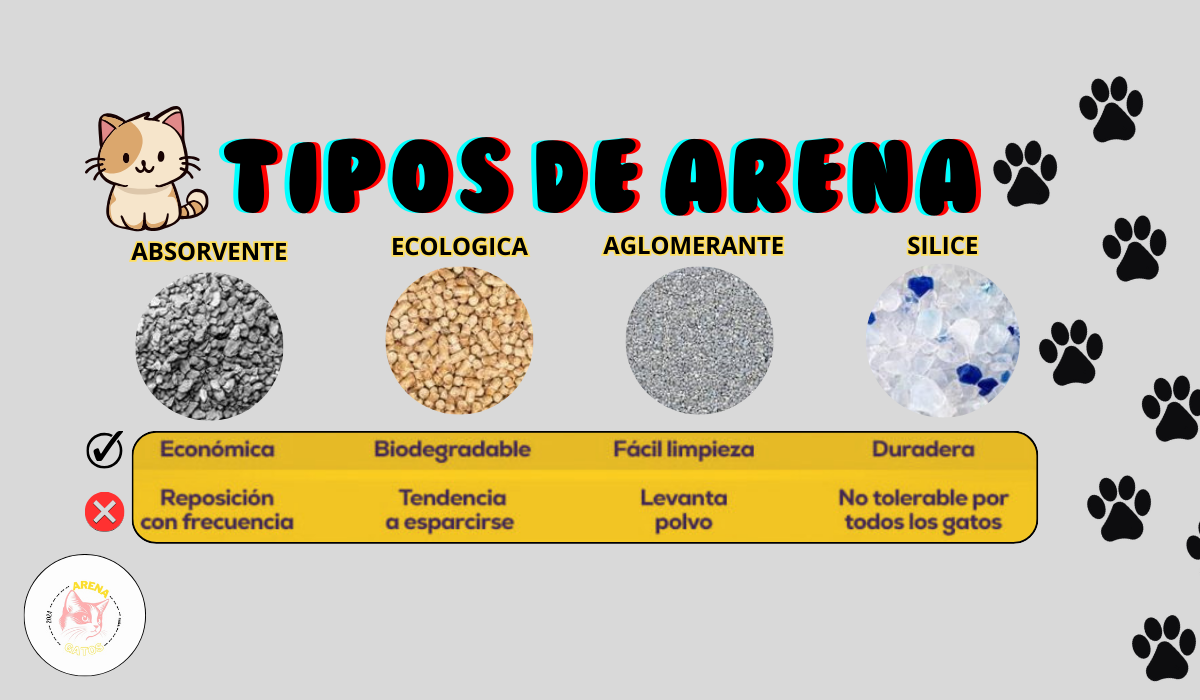 TIPOS DE ARENA
ABSORVENTE
ECOLOGICA
AGLOMERANTE
SILICE
Económica
Biodegradable
Fácil limpieza
Duradera
Reposición
con frecuencia
Tendencia
a esparcirse
Levanta
polvo
No tolerable por
todos los gatos
ARENA
GATOS